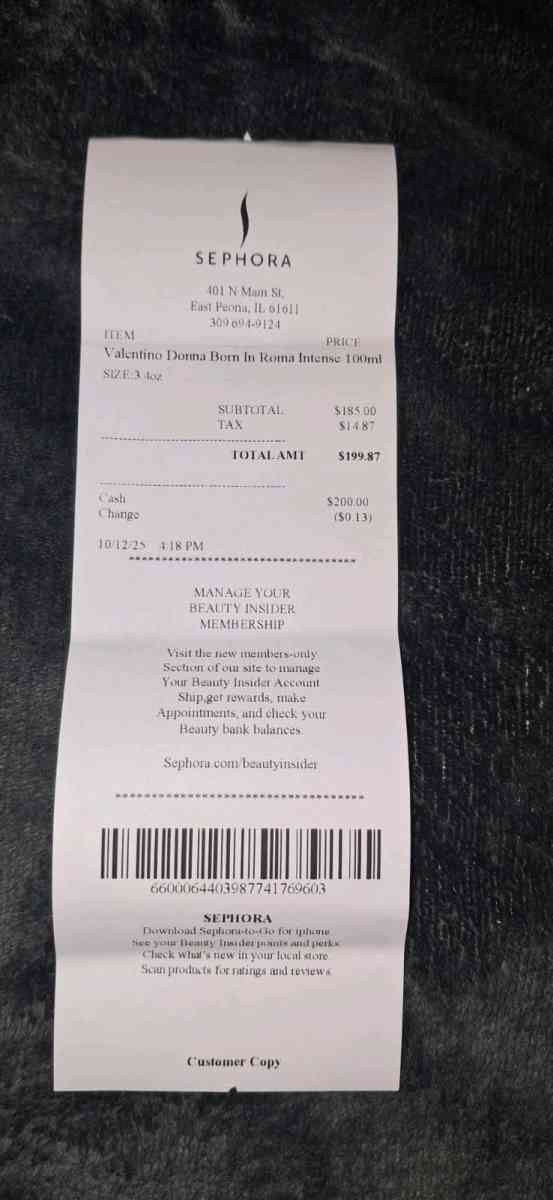 SEPHORA
401 N Main St,
East Peoria, IL 61611
309 694-9124
ITEM PRICE
Valentino Donna Born In Roma Intense 100ml
SIZE:3.4oz
SUBTOTAL $185.00
TAX $14.87
TOTAL AMT $199.87
Cash $200.00
Change ($0.13)
10/12/25 4:18 PM
MANAGE YOUR
BEAUTY INSIDER
MEMBERSHIP
Visit the new members-only
Section of our site to manage
Your Beauty Insider Account
Ship,get rewards, make
Appointments, and check your
Beauty bank balances.
Sephora.com/beautyinsider
6600064403987741769603
SEPHORA
Download Sephora-to-Go for iphone
See your Beauty Insider points and perks
Check what's new in your local store.
Scan products for ratings and reviews
Customer Copy